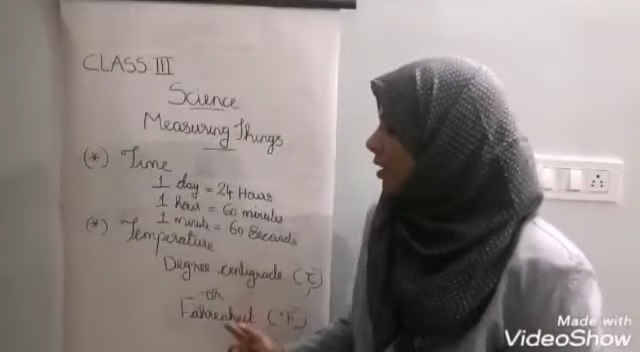 CLASS III
Science
Measuring Things
(*) Time
1 day = 24 Hours
1 hour = 60 minutes
1 minute = 60 Seconds
(*) Temperature
Degree centigrade (°C)
or
Fahrenheit (°F)
Made with
VideoShow